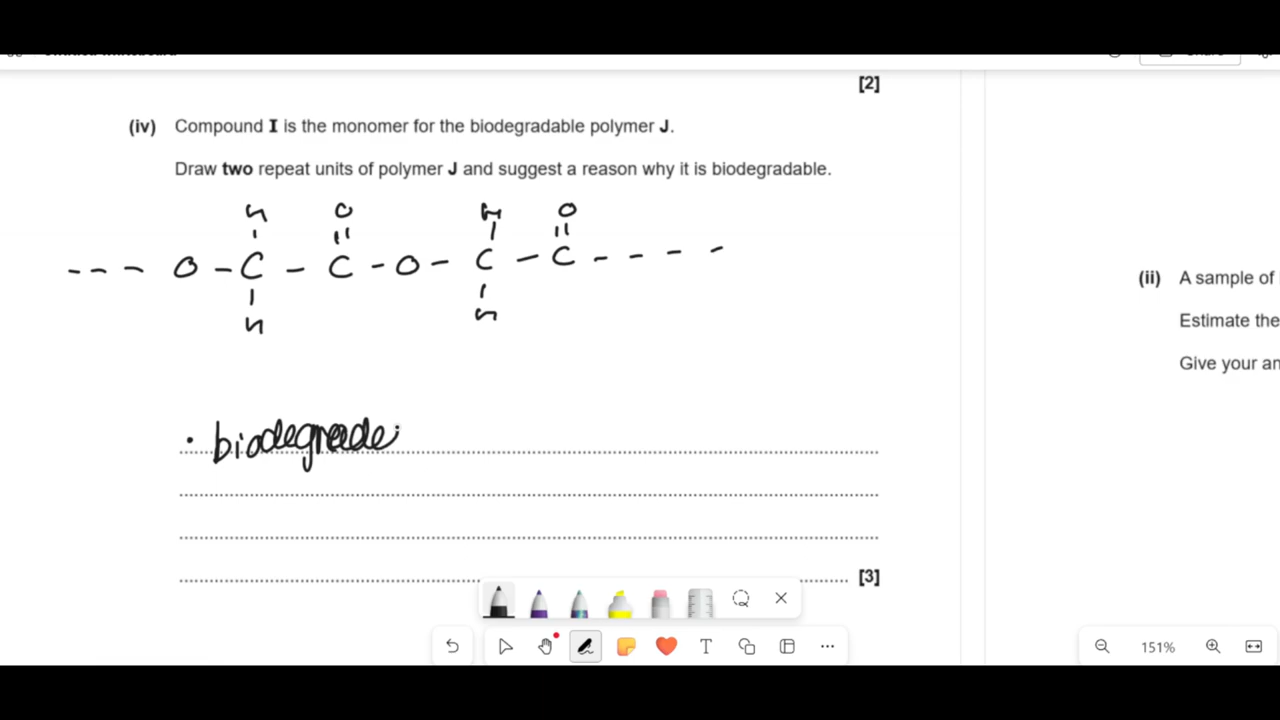 [2]
(iv) Compound I is the monomer for the biodegradable polymer J.
Draw two repeat units of polymer J and suggest a reason why it is biodegradable.
H O H O
--- O - C - C - O - C - C - - - -
H H
(ii) A sample of
Estimate the
Give your an
• biodegrade
[3]
151%